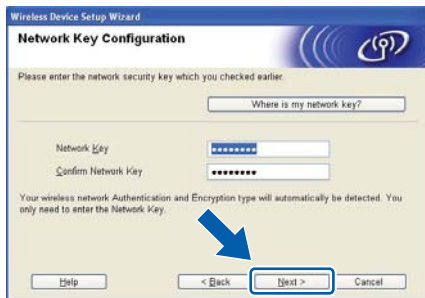 Wireless Device Setup Wizard
Network Key Configuration
Please enter the network security key which you checked earlier.
Where is my network key?
Network Key
Confirm Network Key
Your wireless network Authentication and Encryption type will automatically be detected. You
only need to enter the Network Key.
Help
< Back
Next >
Cancel